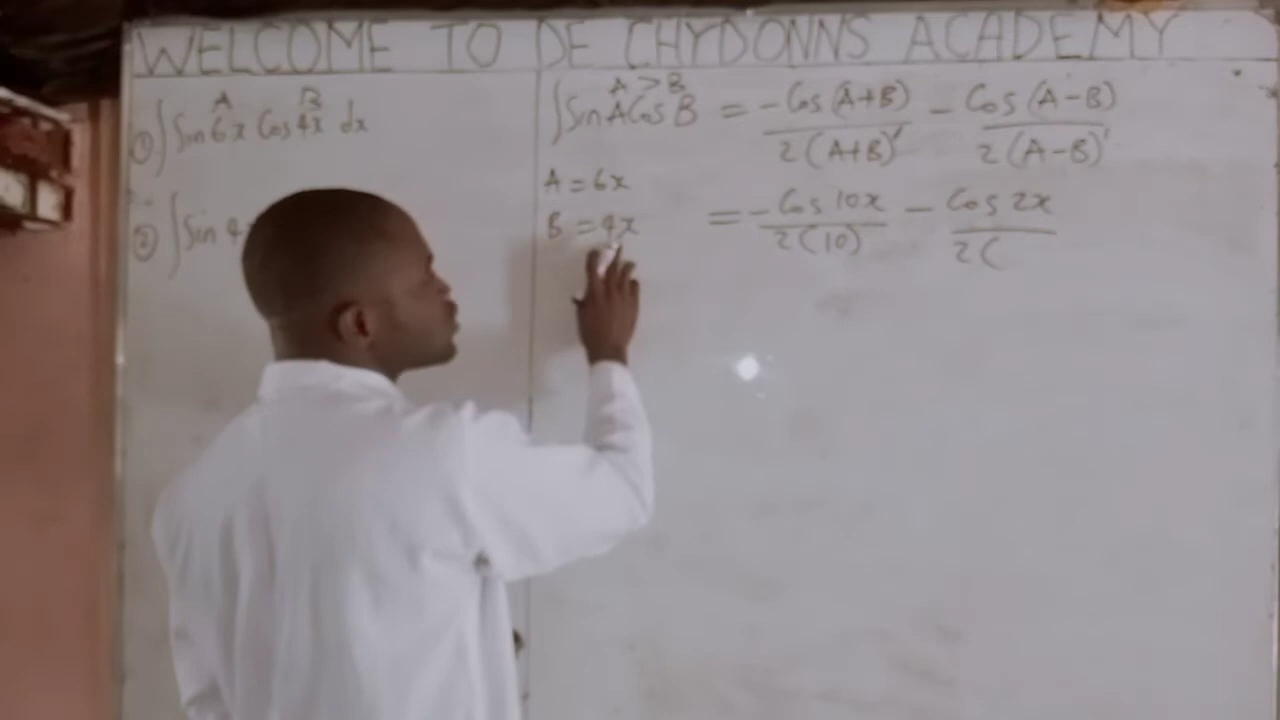 WELCOME TO DE CHYDONNS ACADEMY
A B
① ∫Sin 6x Cos 4x dx
② ∫Sin 4x
A > B
∫Sin A Cos B = -Cos (A+B) / 2(A+B)' - Cos (A-B) / 2(A-B)'
A = 6x
B = 4x
= -Cos 10x / 2(10) - Cos 2x / 2(